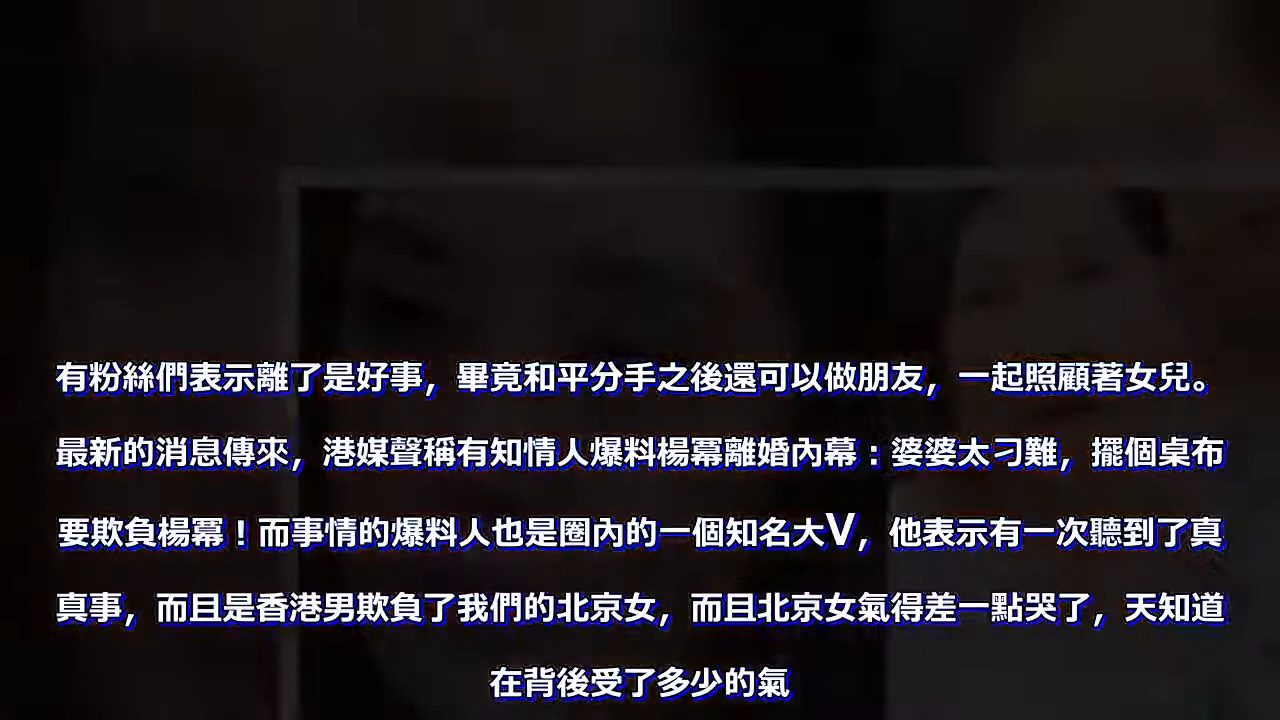 有粉絲們表示離了是好事，畢竟和平分手之後還可以做朋友，一起照顧著女兒。
最新的消息傳來，港媒聲稱有知情人爆料楊冪離婚內幕：婆婆太刁難，擺個桌布
要欺負楊冪！而事情的爆料人也是圈內的一個知名大V，他表示有一次聽到了真
真事，而且是香港男欺負了我們的北京女，而且北京女氣得差一點哭了，天知道
在背後受了多少的氣